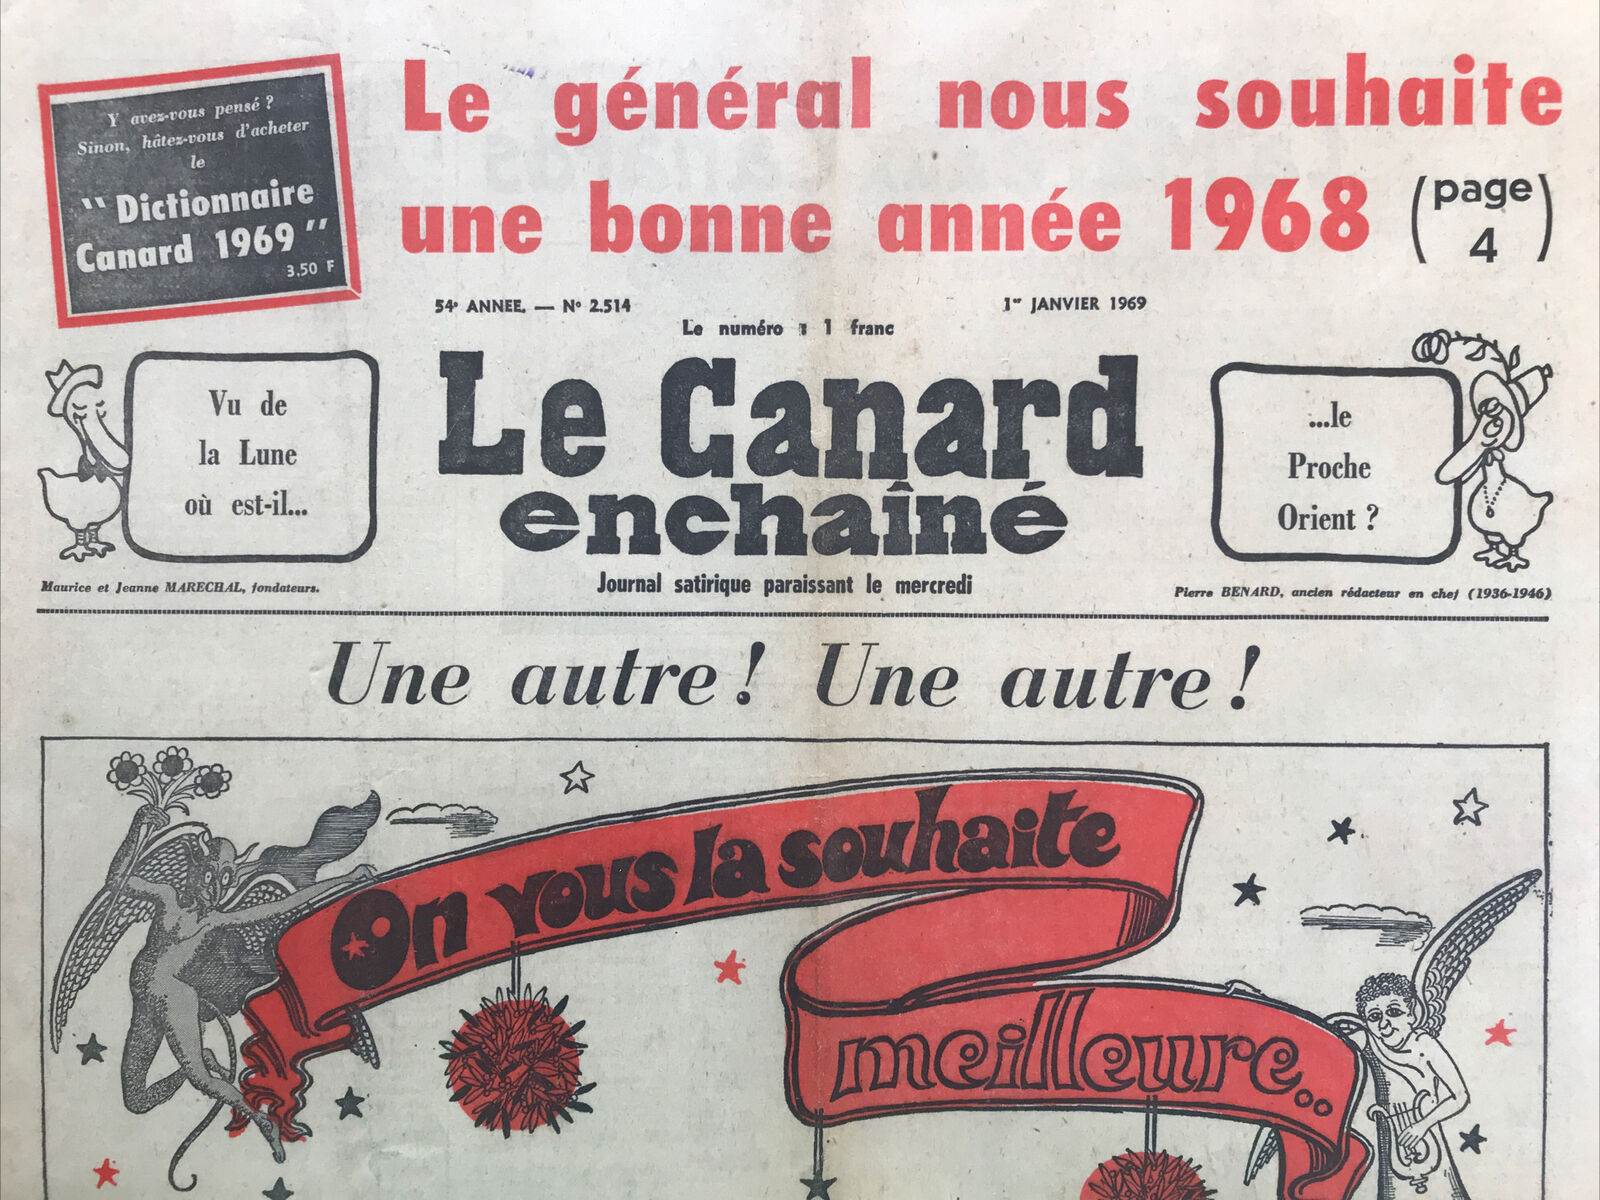 Y avez-vous pensé ?
Sinon, hâtez-vous d'acheter
le
" Dictionnaire
Canard 1969 "
3,50 F
Le général nous souhaite
une bonne année 1968 (page 4)
54e ANNEE. — No 2.514
1er JANVIER 1969
Le numéro : 1 franc
Vu de
la Lune
où est-il...
Le Canard
enchaîné
...le
Proche
Orient ?
Maurice et Jeanne MARECHAL, fondateurs.
Journal satirique paraissant le mercredi
Pierre BENARD, ancien rédacteur en chef (1936-1946)
Une autre ! Une autre !
On vous la souhaite
meilleure...